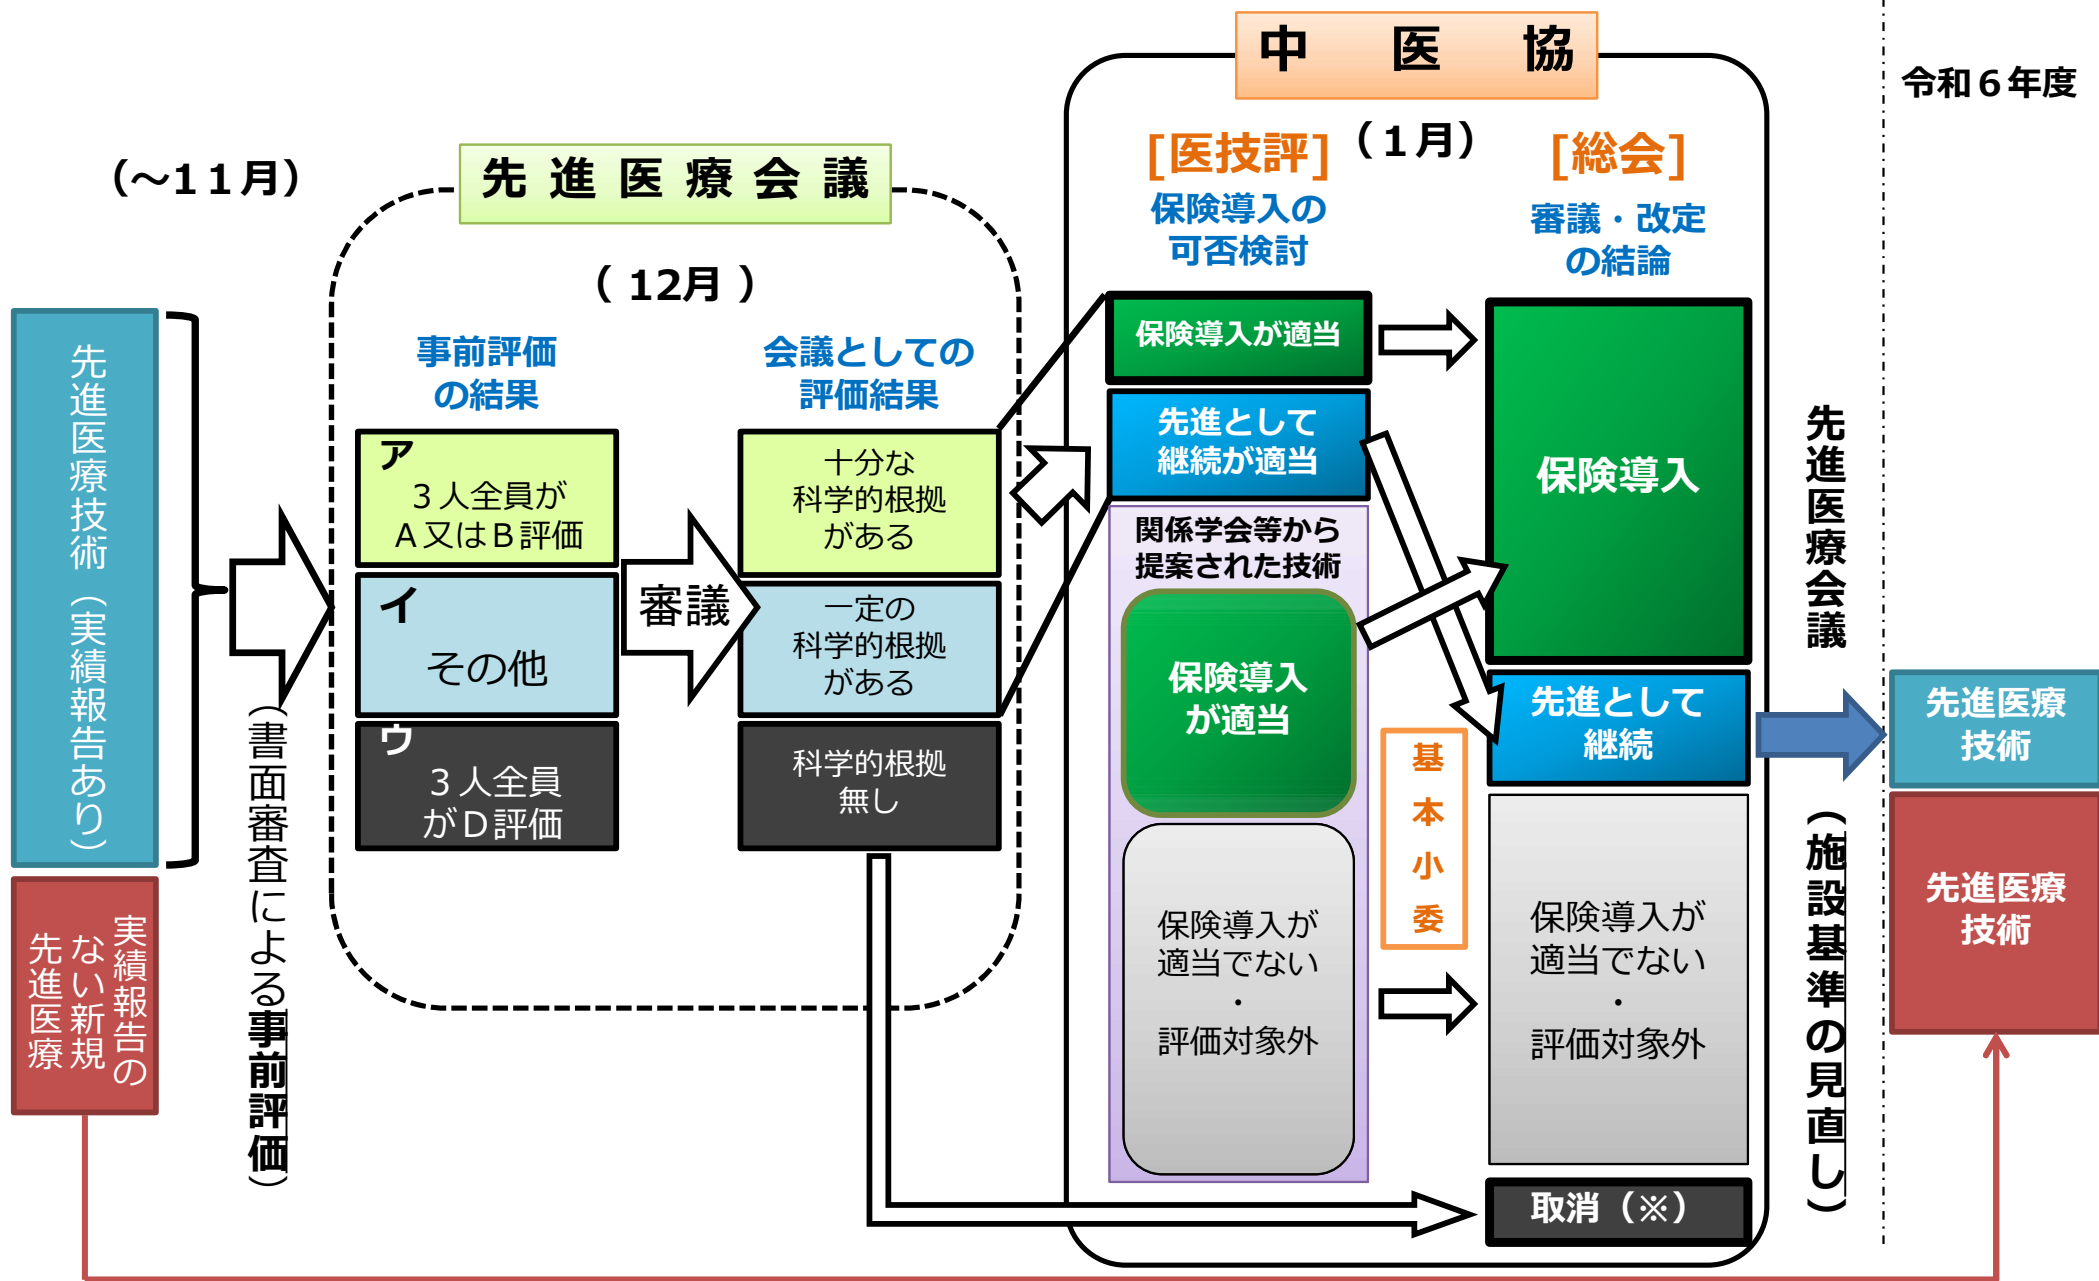 中　医　協
令和６年度
（～１１月）
先進医療会議
（１２月）
[医技評]
（１月）
[総会]
保険導入の
可否検討
審議・改定
の結論
事前評価
の結果
会議としての
評価結果
先進医療技術（実績報告あり）
実績報告の
ない新規
先進医療
（書面審査による事前評価）
ア
３人全員が
Ａ又はＢ評価
イ
その他
ウ
３人全員
がＤ評価
審議
十分な
科学的根拠
がある
一定の
科学的根拠
がある
科学的根拠
無し
保険導入が適当
先進として
継続が適当
関係学会等から
提案された技術
保険導入
が適当
保険導入が
適当でない
・
評価対象外
基本小委
保険導入
先進として
継続
保険導入が
適当でない
・
評価対象外
取消（※）
先進医療会議
（施設基準の見直し）
先進医療
技術
先進医療
技術